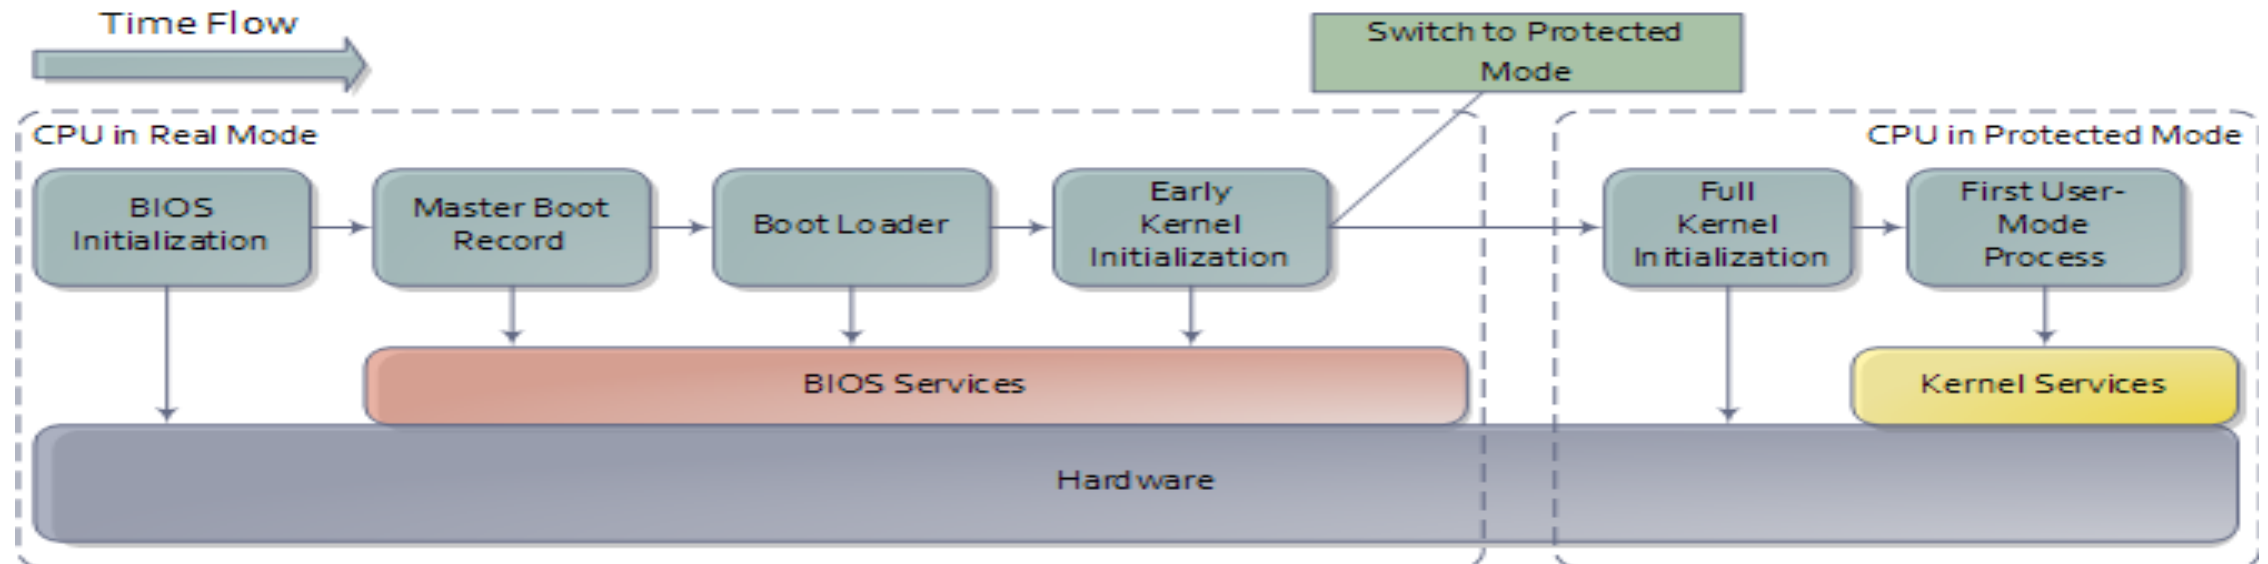 Time Flow
Switch to Protected
Mode
CPU in Real Mode
CPU in Protected Mode
BIOS
Initialization
Master Boot
Record
Boot Loader
Early
Kernel
Initialization
Full
Kernel
Initialization
First User-
Mode
Process
BIOS Services
Kernel Services
Hardware